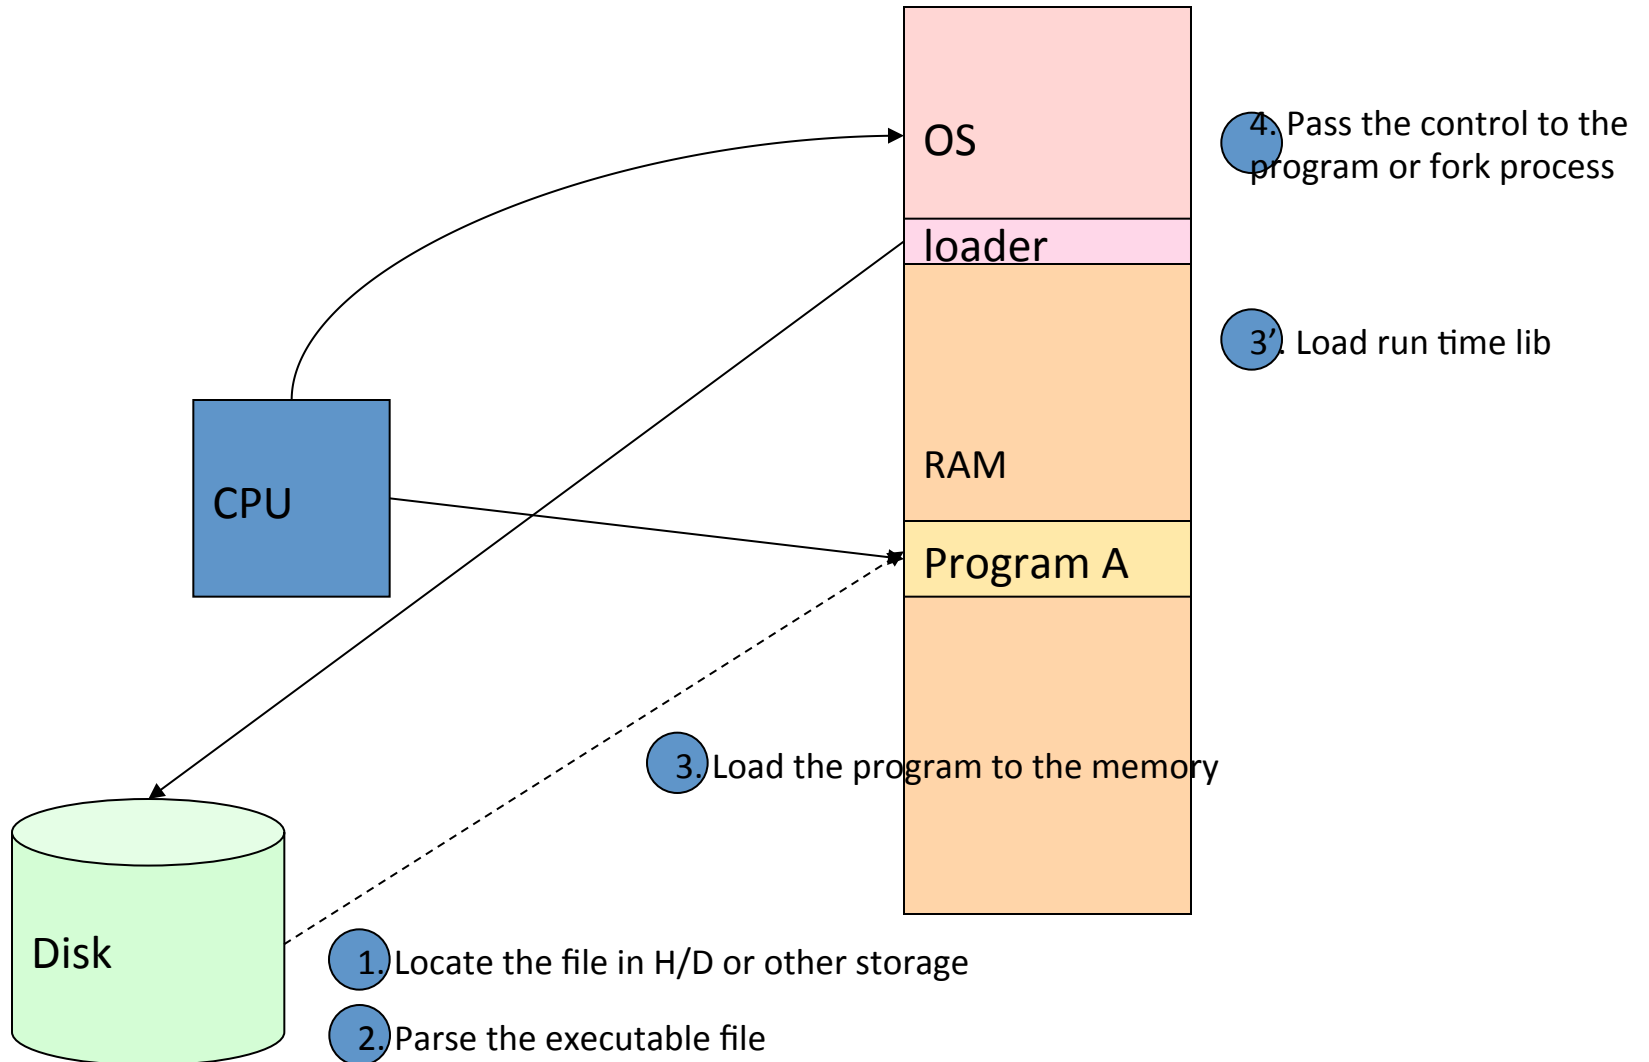 OS
4. Pass the control to the
program or fork process
loader
3’. Load run time lib
RAM
CPU
Program A
3. Load the program to the memory
Disk
1. Locate the file in H/D or other storage
2. Parse the executable file